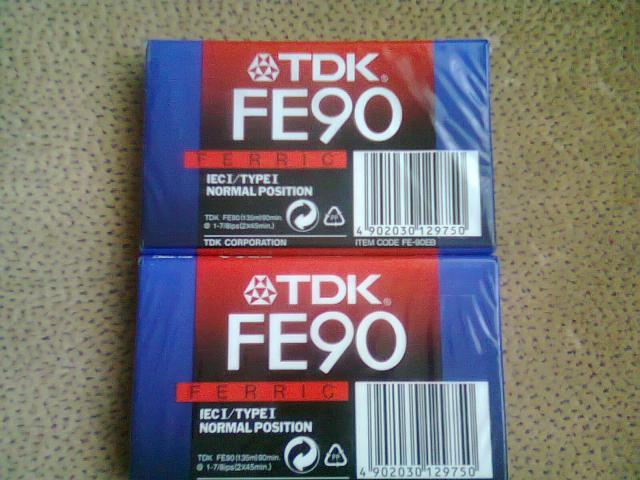 TDK®
FE90
FERRIC
IEC I/TYPE I
NORMAL POSITION
TDK FE90(135m)90min.
@ 1-7/8ips(2X45min.)
PP
4 902030 129750
TDK CORPORATION
ITEM CODE FE-90EB
TDK®
FE90
FERRIC
IEC I/TYPE I
NORMAL POSITION
TDK FE90(135m)90min.
@ 1-7/8ips(2X45min.)
4 902030 129750